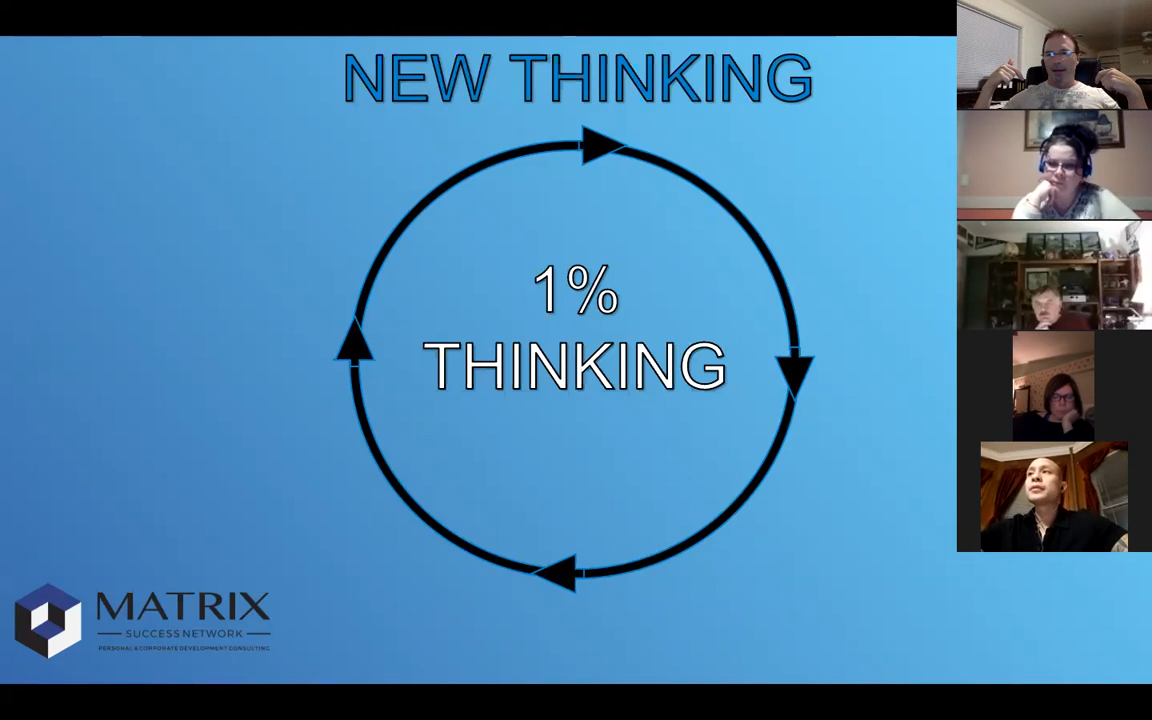 NEW THINKING
1%
THINKING
MATRIX
SUCCESS NETWORK
PERSONAL & CORPORATE DEVELOPMENT CONSULTING